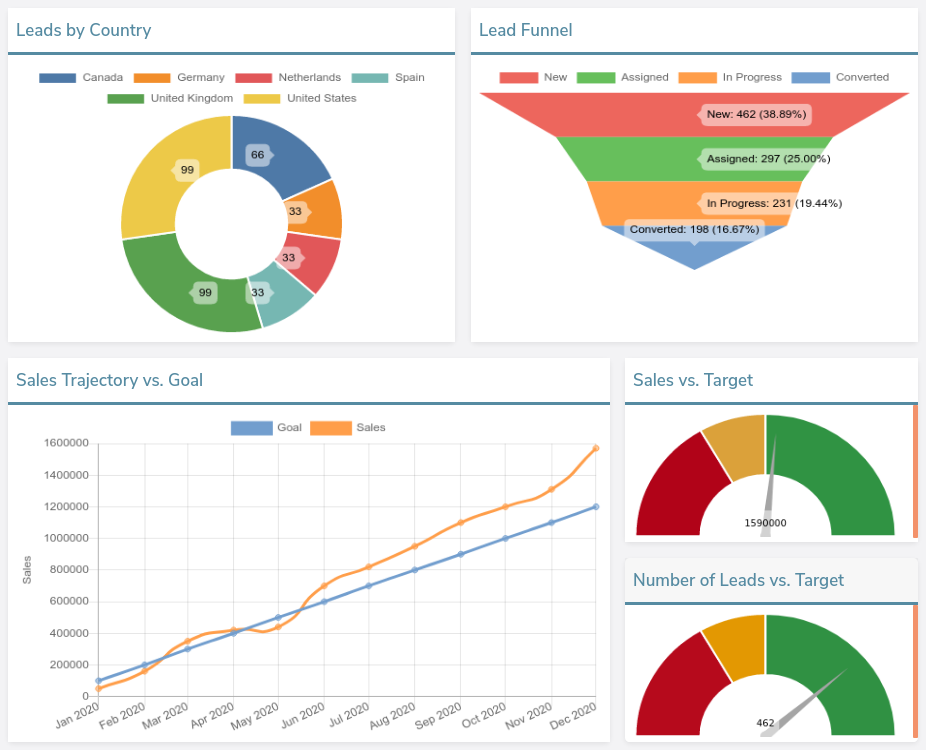 Leads by Country
Canada Germany Netherlands Spain
United Kingdom United States
66
99
33
33
99
33
Lead Funnel
New Assigned In Progress Converted
New: 462 (38.89%)
Assigned: 297 (25.00%)
In Progress: 231 (19.44%)
Converted: 198 (16.67%)
Sales Trajectory vs. Goal
Goal Sales
1600000
1400000
1200000
1000000
800000
600000
400000
200000
0
Sales
Jan 2020 Feb 2020 Mar 2020 Apr 2020 May 2020 Jun 2020 Jul 2020 Aug 2020 Sep 2020 Oct 2020 Nov 2020 Dec 2020
Sales vs. Target
1590000
Number of Leads vs. Target
462